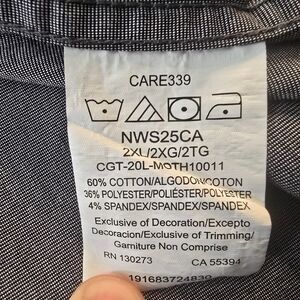 CARE339
NWS25CA
2XL/2XG/2TG
CGT-20L-MSTH10011
60% COTTON/ALGODON/COTON
36% POLYESTER/POLIÉSTER/POLYESTER
4% SPANDEX/SPANDEX/SPANDEX
Exclusive of Decoration/Excepto
Decoracion/Exclusive of Trimming/
Garniture Non Comprise
RN 130273 CA 55394